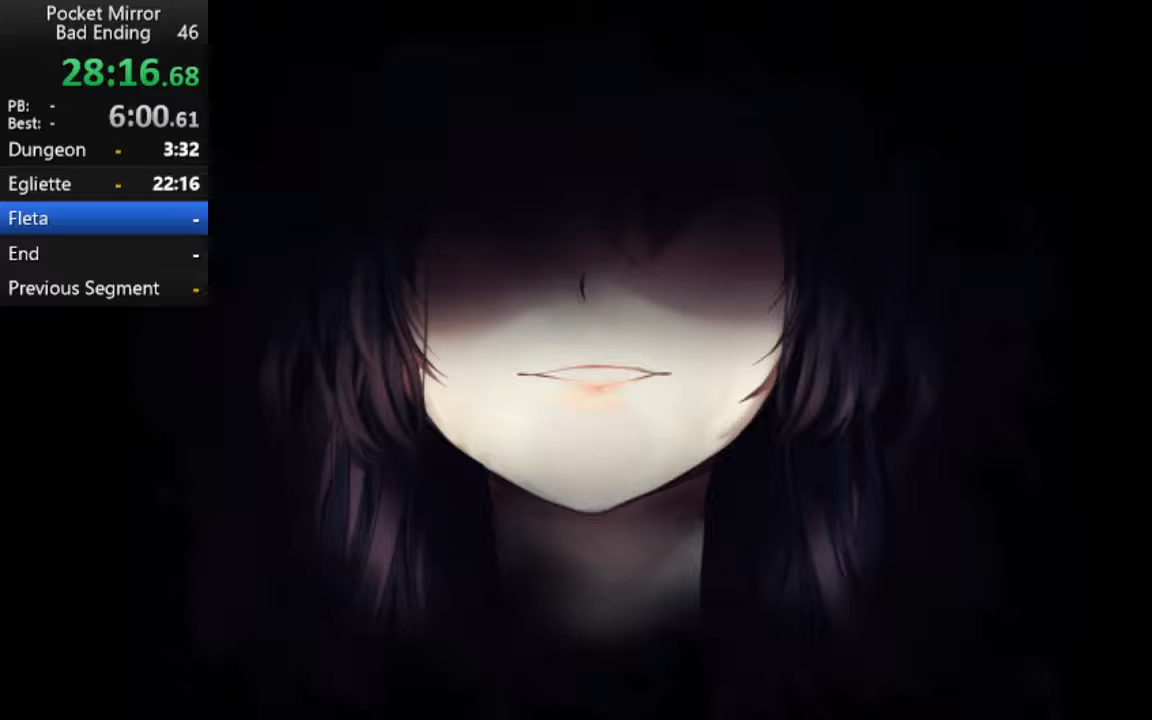 Pocket Mirror
Bad Ending 46
28:16.68
PB: - 6:00.61
Best: -
Dungeon - 3:32
Egliette - 22:16
Fleta -
End -
Previous Segment -